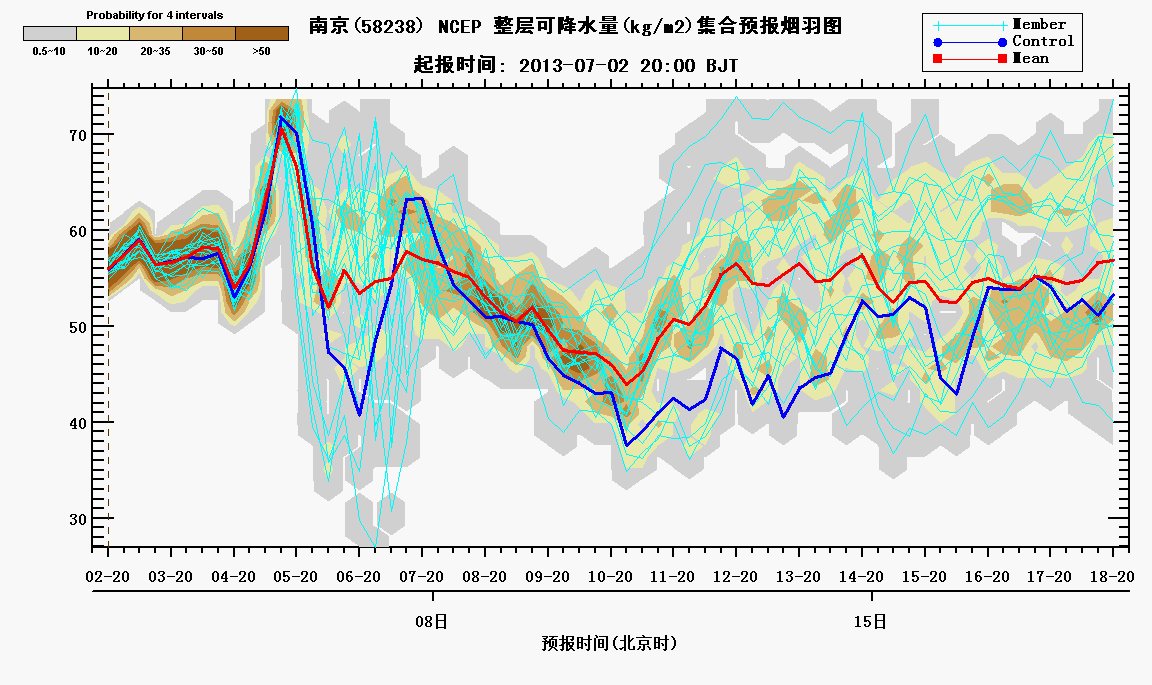 Probability for 4 intervals
0.5~10 10~20 20~35 30~50 >50
南京(58238) NCEP 整层可降水量(kg/m2)集合预报烟羽图
起报时间: 2013-07-02 20:00 BJT
Member
Control
Mean
70
60
50
40
30
02-20 03-20 04-20 05-20 06-20 07-20 08-20 09-20 10-20 11-20 12-20 13-20 14-20 15-20 16-20 17-20 18-20
08日 15日
预报时间(北京时)